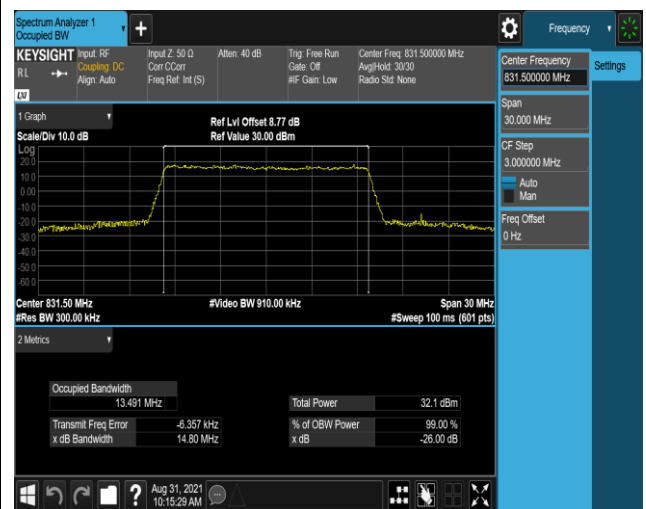 Spectrum Analyzer 1
Occupied BW
+
Frequency
KEYSIGHT
RL
LXI
Input: RF
Coupling: DC
Align: Auto
Input Z: 50 Ω
Corr CCorr
Freq Ref: Int (S)
Atten: 40 dB
Trig: Free Run
Gate: Off
#IF Gain: Low
Center Freq: 831.500000 MHz
Avg|Hold: 30/30
Radio Std: None
Center Frequency
831.500000 MHz
Settings
Span
30.000 MHz
CF Step
3.000000 MHz
Auto
Man
Freq Offset
0 Hz
1 Graph
Scale/Div 10.0 dB
Ref Lvl Offset 8.77 dB
Ref Value 30.00 dBm
Log
20.0
10.0
0.00
-10.0
-20.0
-30.0
-40.0
-50.0
-60.0
Center 831.50 MHz
#Video BW 910.00 kHz
Span 30 MHz
#Res BW 300.00 kHz
#Sweep 100 ms (601 pts)
2 Metrics
Occupied Bandwidth
13.491 MHz
Total Power 32.1 dBm
Transmit Freq Error -6.357 kHz
% of OBW Power 99.00 %
x dB Bandwidth 14.80 MHz
x dB -26.00 dB
?
Aug 31, 2021
10:15:29 AM